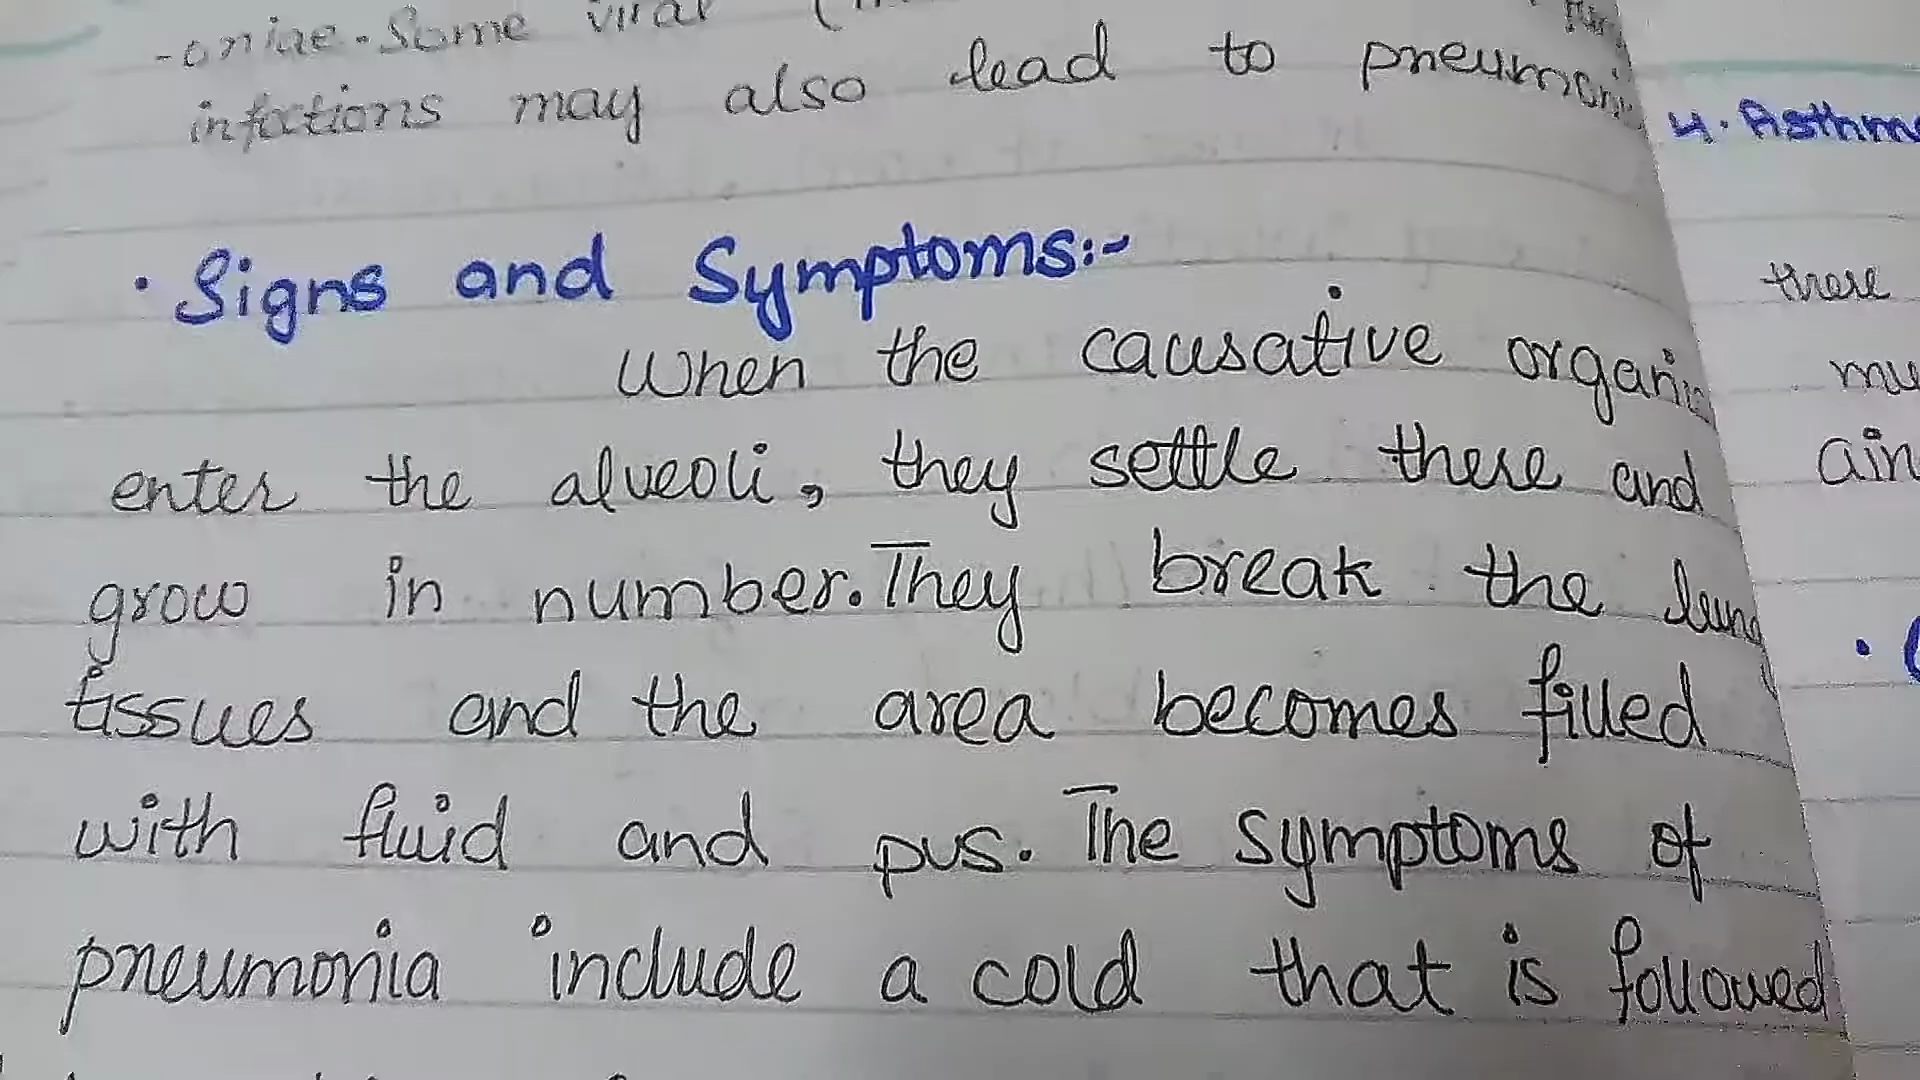 -oniae. Some viral
infections may also lead to pneumoni
• Signs and Symptoms:-
When the causative organi
enter the alveoli, they settle there and
grow in number. They break the lung
tissues and the area becomes filled
with fluid and pus. The symptoms of
pneumonia include a cold that is followed
4. Asthm
there
mu
ain